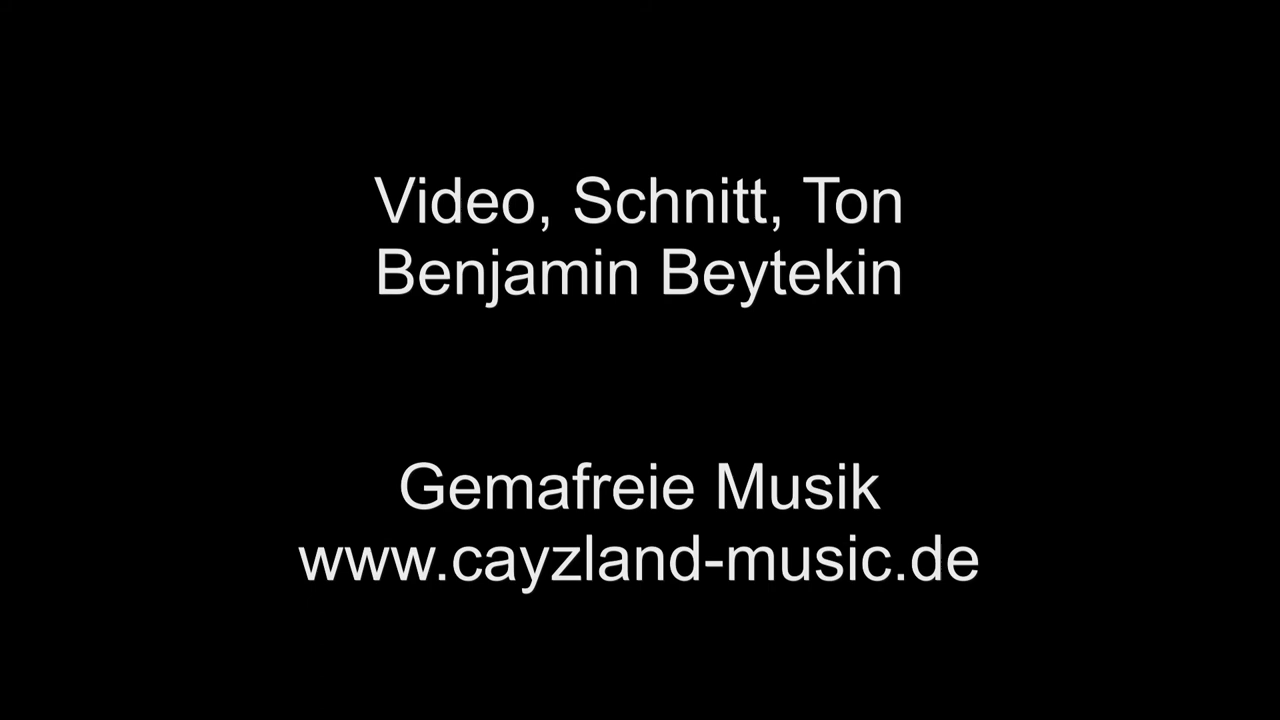 Video, Schnitt, Ton
Benjamin Beytekin
Gemafreie Musik
www.cayzland-music.de